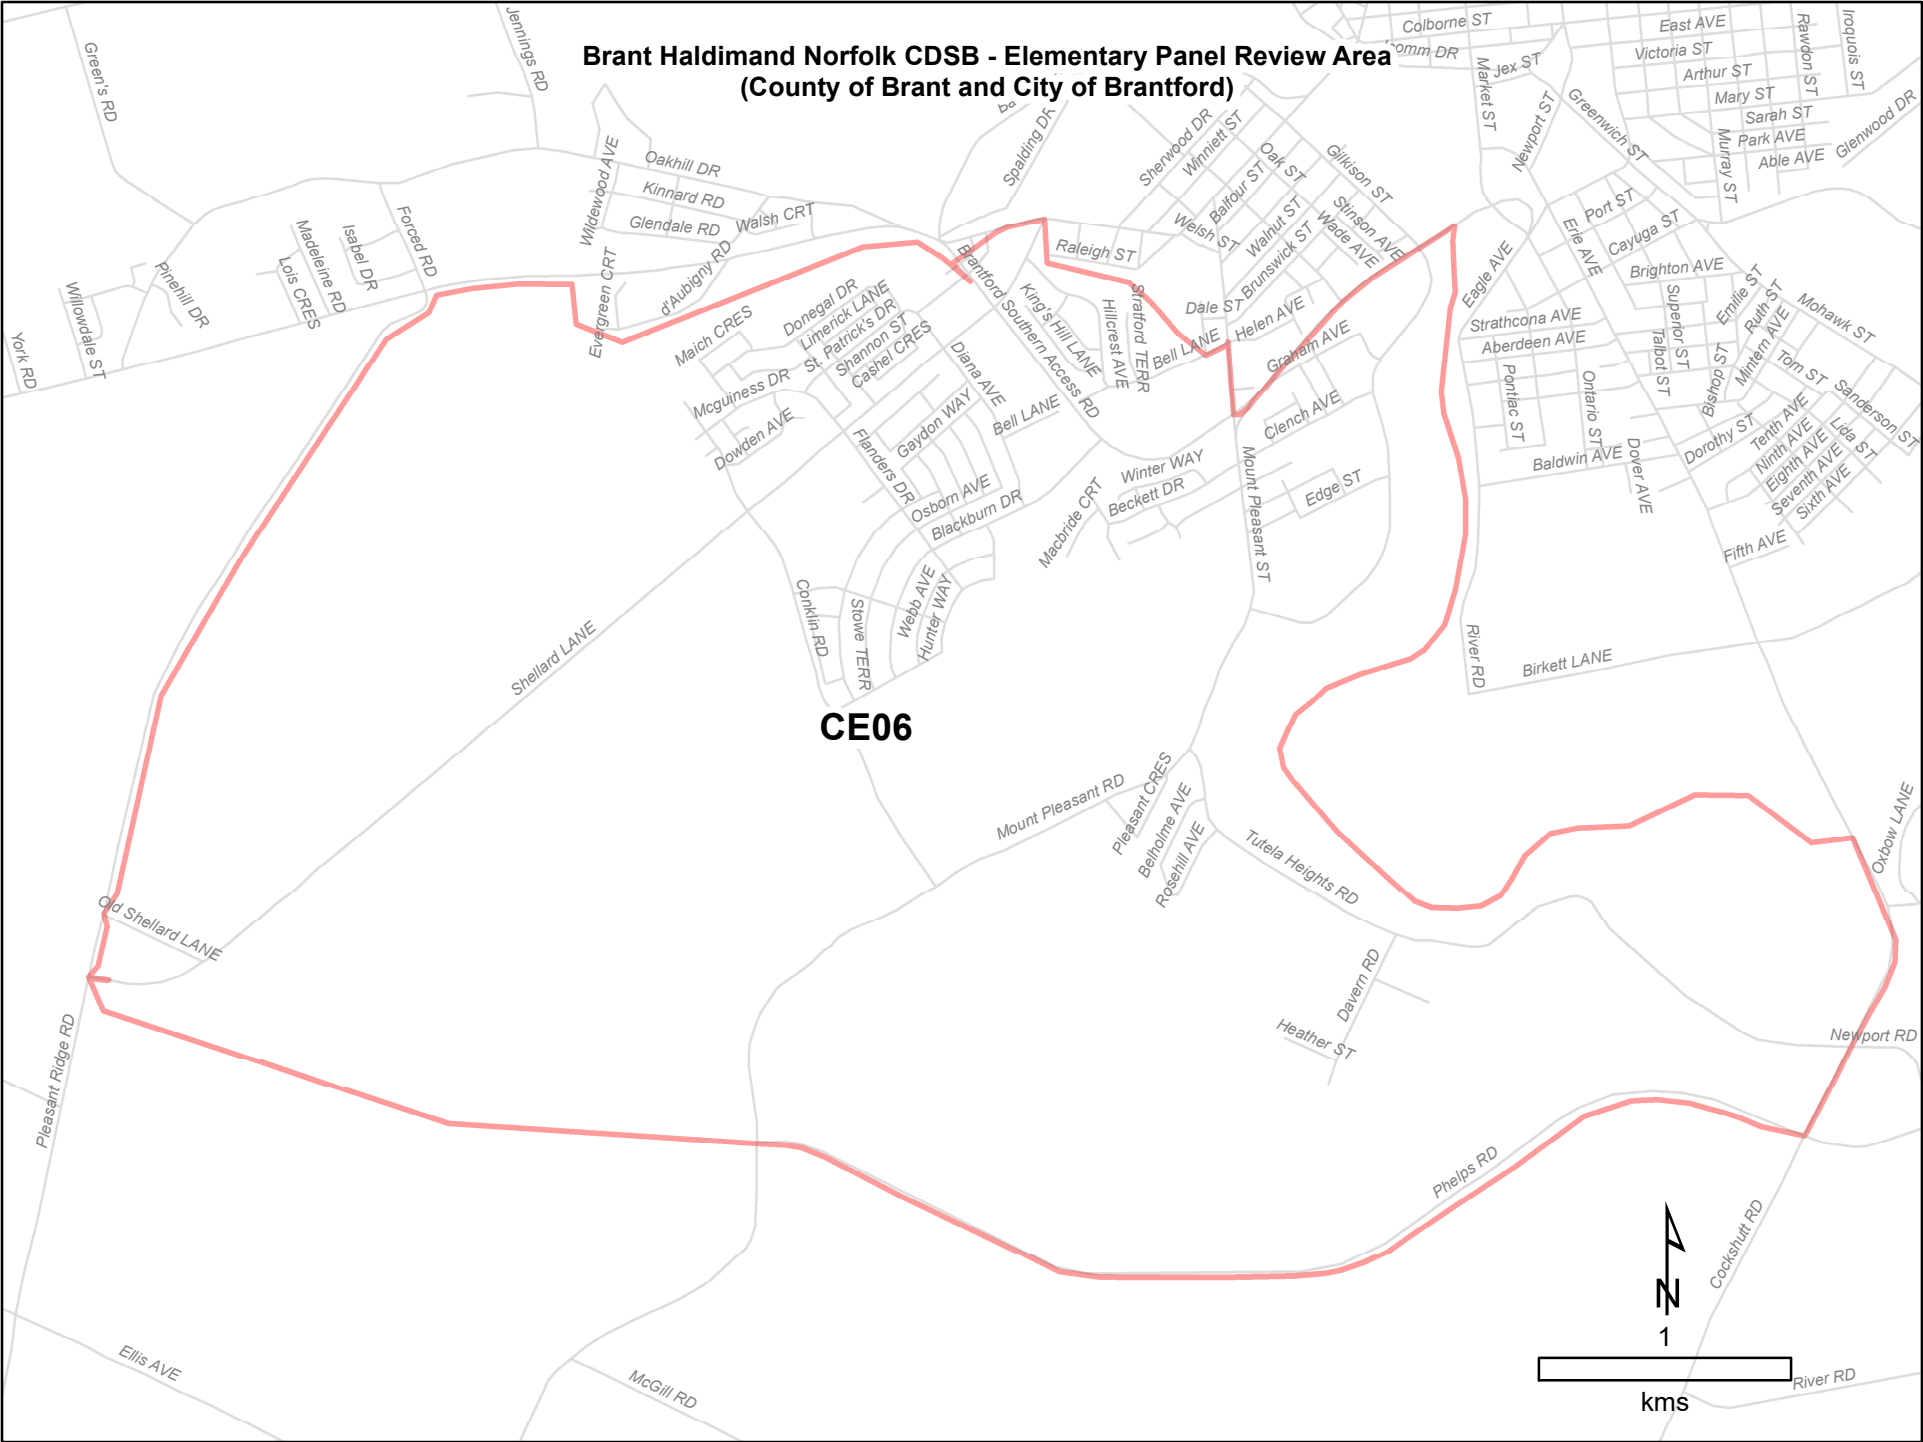 Brant Haldimand Norfolk CDSB - Elementary Panel Review Area
(County of Brant and City of Brantford)
Green's RD
Jennings RD
Colborne ST
East AVE
Rawdon ST
Iroquois ST
Victoria ST
Market ST
Jex ST
Arthur ST
Mary ST
Sarah ST
Park AVE
Able AVE
Glenwood DR
Murray ST
Greenwich ST
Newport ST
Spalding DR
Sherwood DR
Winniett ST
Oak ST
Gilkison ST
Balfour ST
Welsh ST
Walnut ST
Brunswick ST
Stinson AVE
Wade AVE
Oakhill DR
Wildewood AVE
Kinnard RD
Glendale RD
Walsh CRT
d'Aubigny RD
Evergreen CRT
Forced RD
Isabel DR
Madeleine RD
Lois CRES
Pinehill DR
Willowdale ST
York RD
Raleigh ST
Brantford Southern Access RD
King's Hill LANE
Hillcrest AVE
Stratford TERR
Dale ST
Bell LANE
Helen AVE
Graham AVE
Eagle AVE
Erie AVE
Port ST
Cayuga ST
Brighton AVE
Superior ST
Talbot ST
Emilie ST
Ruth ST
Mintern AVE
Bishop ST
Mohawk ST
Tom ST
Sanderson ST
Lida ST
Tenth AVE
Ninth AVE
Eighth AVE
Seventh AVE
Sixth AVE
Fifth AVE
Dorothy ST
Dover AVE
Strathcona AVE
Aberdeen AVE
Pontiac ST
Ontario ST
Baldwin AVE
Maich CRES
Donegal DR
Limerick LANE
St. Patrick's DR
Shannon ST
Cashel CRES
Diana AVE
Mcguiness DR
Dowden AVE
Gaydon WAY
Bell LANE
Flanders DR
Osborn AVE
Blackburn DR
Clench AVE
Winter WAY
Beckett DR
Macbride CRT
Mount Pleasant ST
Edge ST
Conklin RD
Stowe TERR
Webb AVE
Hunter WAY
Shellard LANE
River RD
Birkett LANE
CE06
Mount Pleasant RD
Pleasant CRES
Belholme AVE
Rosehill AVE
Tutela Heights RD
Oxbow LANE
Old Shellard LANE
Davern RD
Heather ST
Newport RD
Pleasant Ridge RD
Phelps RD
Cockshutt RD
N
1
kms
Ellis AVE
McGill RD
River RD